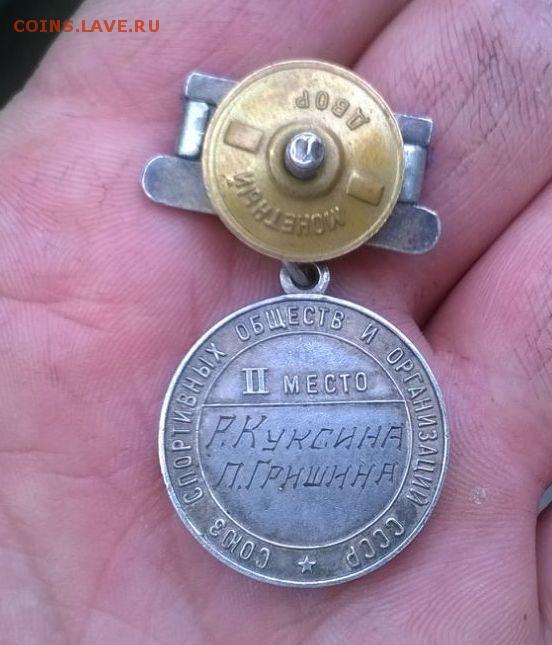 COINS.LAVE.RU
МОНЕТНЫЙ
ДВОР
СОЮЗ СПОРТИВНЫХ ОБЩЕСТВ И ОРГАНИЗАЦИЙ СССР
II МЕСТО
Р.КУКСИНА
Л.ГРИШИНА